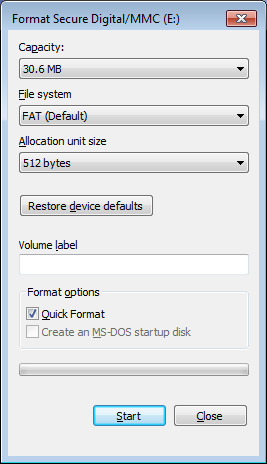 Format Secure Digital/MMC (E:)
Capacity:
30.6 MB
File system
FAT (Default)
Allocation unit size
512 bytes
Restore device defaults
Volume label
Format options
Quick Format
Create an MS-DOS startup disk
Start
Close